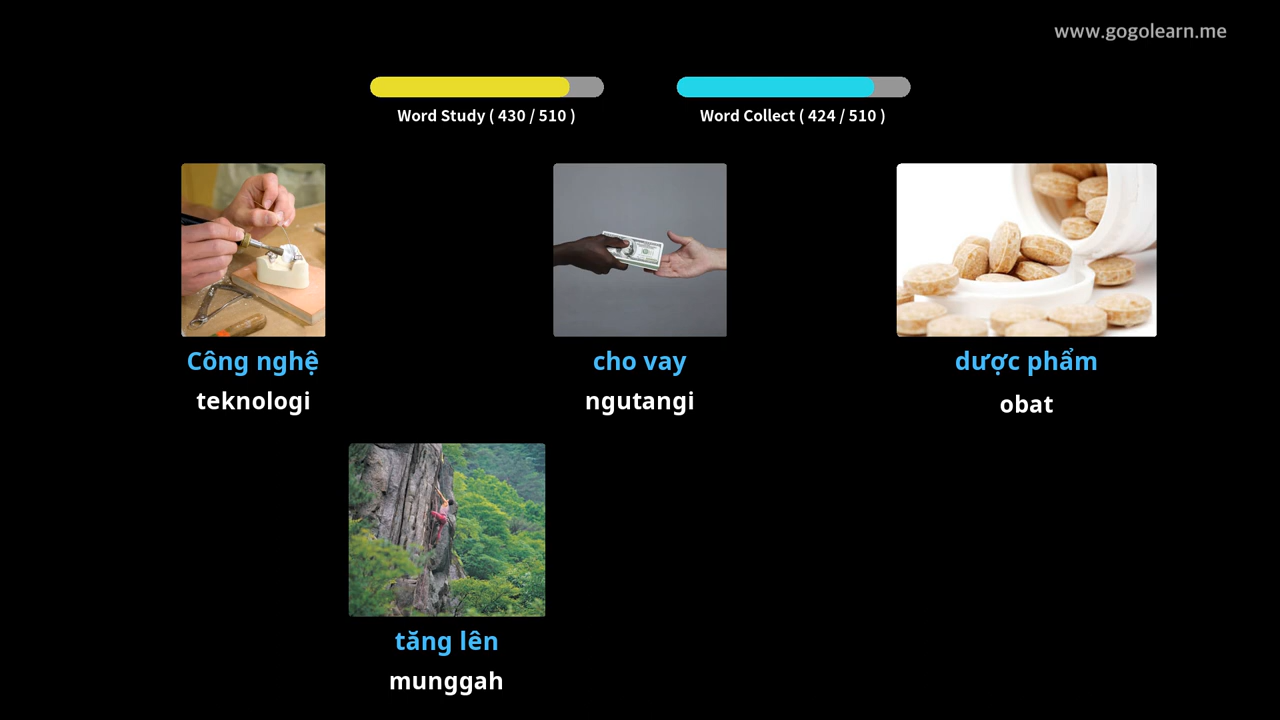 www.gogolearn.me
Word Study ( 430 / 510 )
Word Collect ( 424 / 510 )
Công nghệ
teknologi
cho vay
ngutangi
dược phẩm
obat
tăng lên
munggah